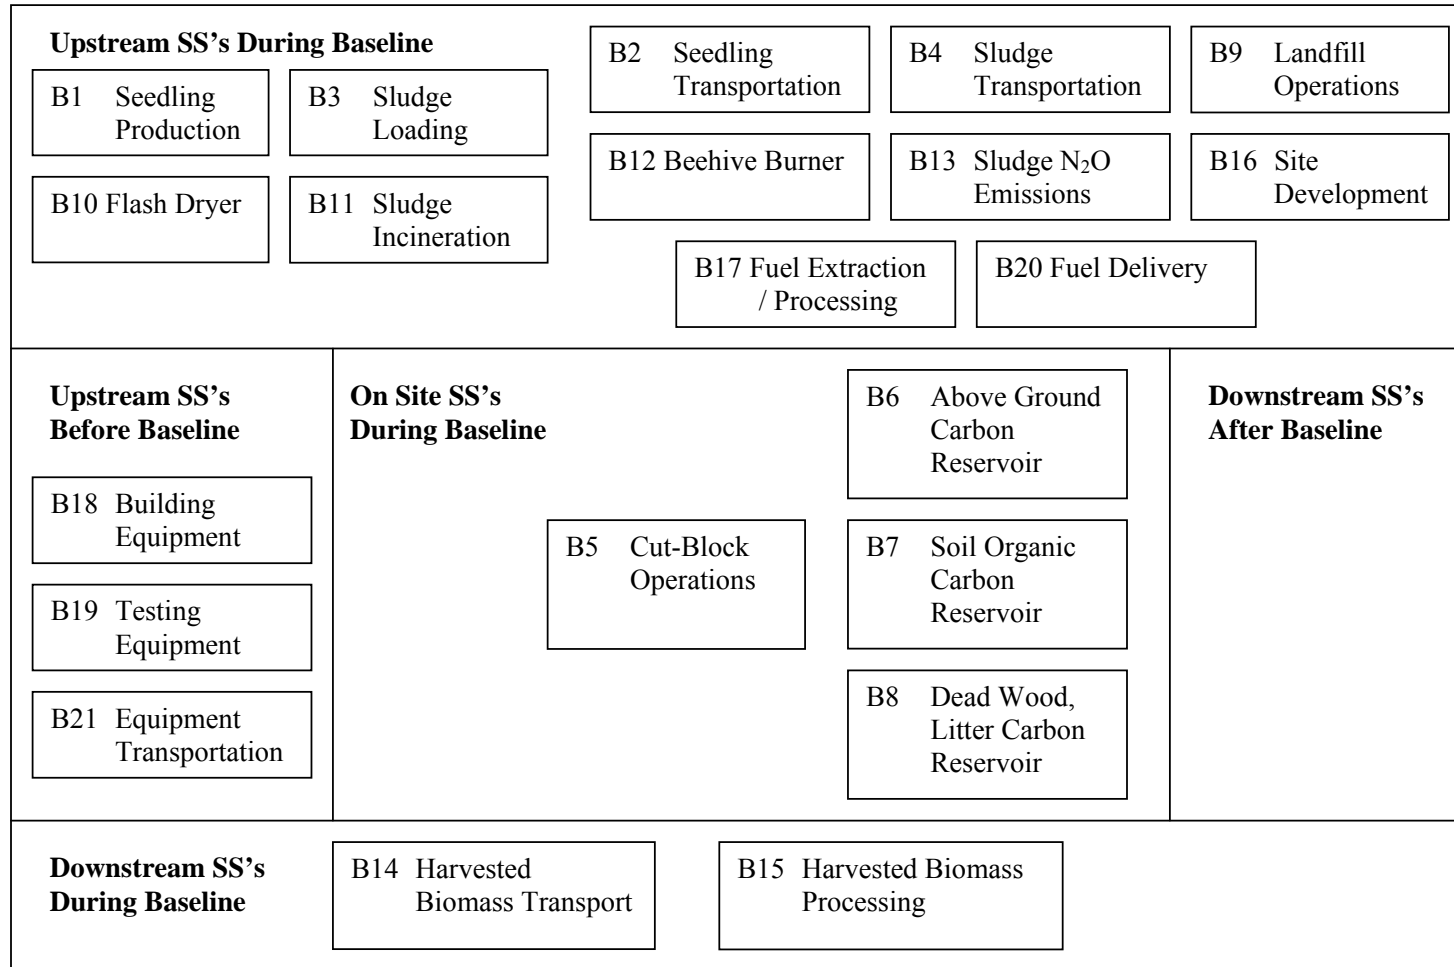 Upstream SS's During Baseline
B1 Seedling
Production
B3 Sludge
Loading
B10 Flash Dryer
B11 Sludge
Incineration
B2 Seedling
Transportation
B4 Sludge
Transportation
B9 Landfill
Operations
B12 Beehive Burner
B13 Sludge N₂O
Emissions
B16 Site
Development
B17 Fuel Extraction
/ Processing
B20 Fuel Delivery
Upstream SS's
Before Baseline
B18 Building
Equipment
B19 Testing
Equipment
B21 Equipment
Transportation
On Site SS's
During Baseline
B5 Cut-Block
Operations
B6 Above Ground
Carbon
Reservoir
B7 Soil Organic
Carbon
Reservoir
B8 Dead Wood,
Litter Carbon
Reservoir
Downstream SS's
After Baseline
Downstream SS's
During Baseline
B14 Harvested
Biomass Transport
B15 Harvested Biomass
Processing